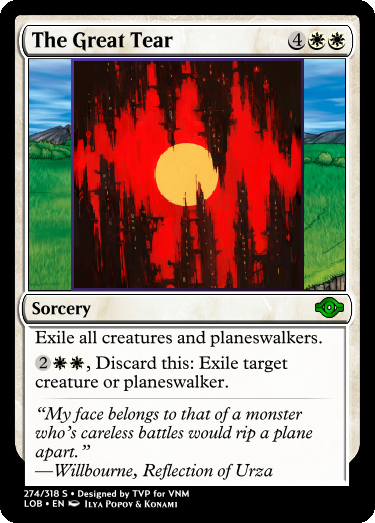 The Great Tear 4
Sorcery
Exile all creatures and planeswalkers.
2, Discard this: Exile target
creature or planeswalker.
“My face belongs to that of a monster
who’s careless battles would rip a plane
apart.”
—Willbourne, Reflection of Urza
274/318 S • Designed by TVP for VNM
LOB • EN Ilya Popov & Konami